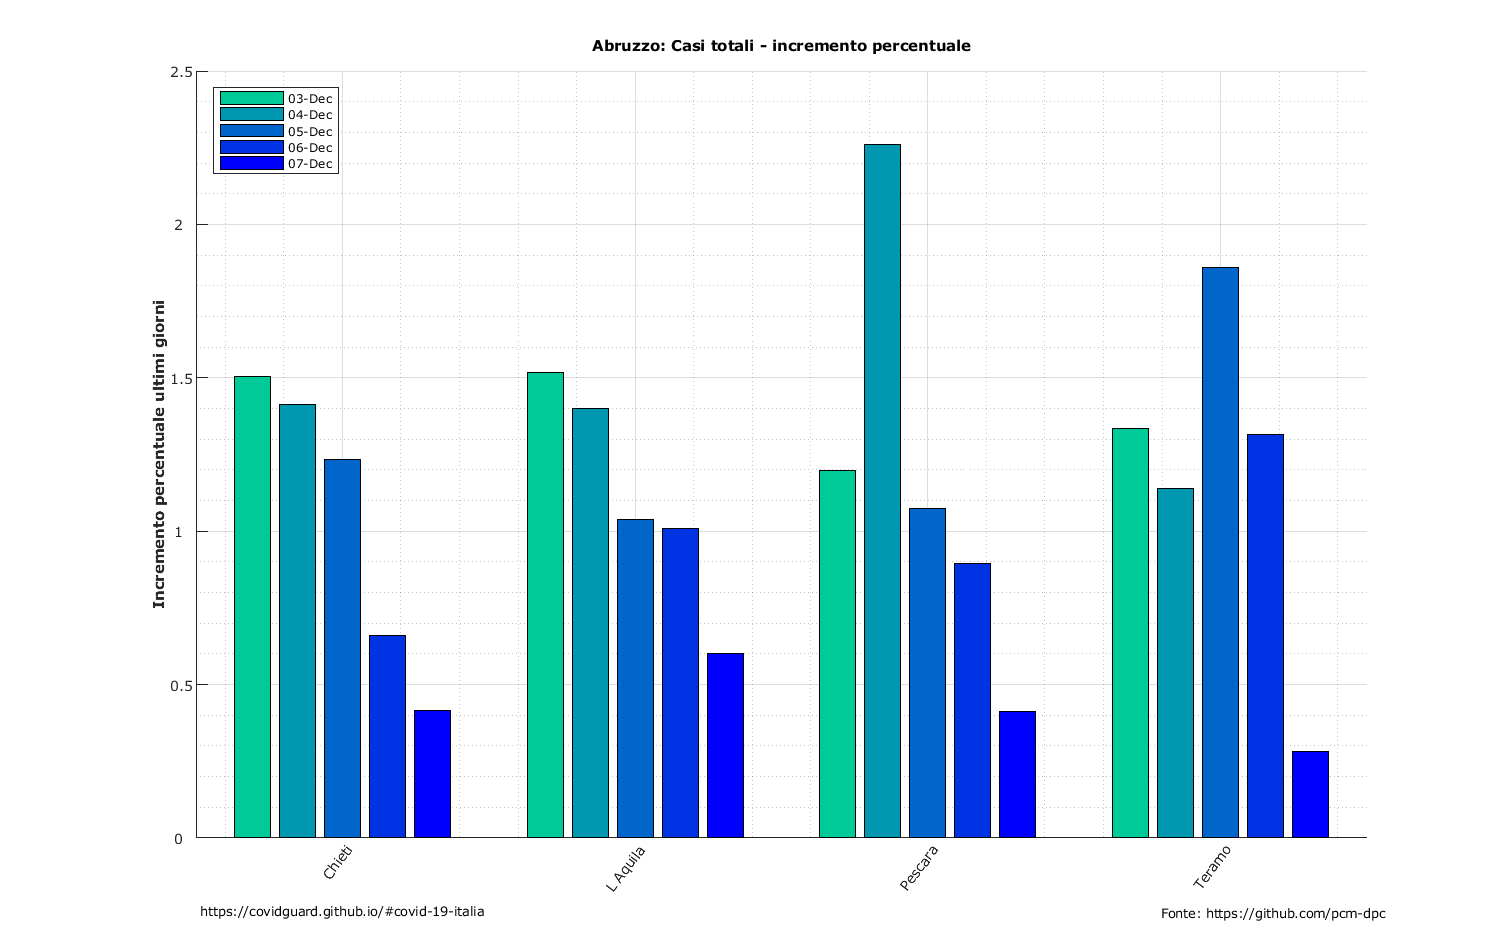 Abruzzo: Casi totali - incremento percentuale
Incremento percentuale ultimi giorni
2.5
2
1.5
1
0.5
0
03-Dec
04-Dec
05-Dec
06-Dec
07-Dec
Chieti
L Aquila
Pescara
Teramo
https://covidguard.github.io/#covid-19-italia
Fonte: https://github.com/pcm-dpc